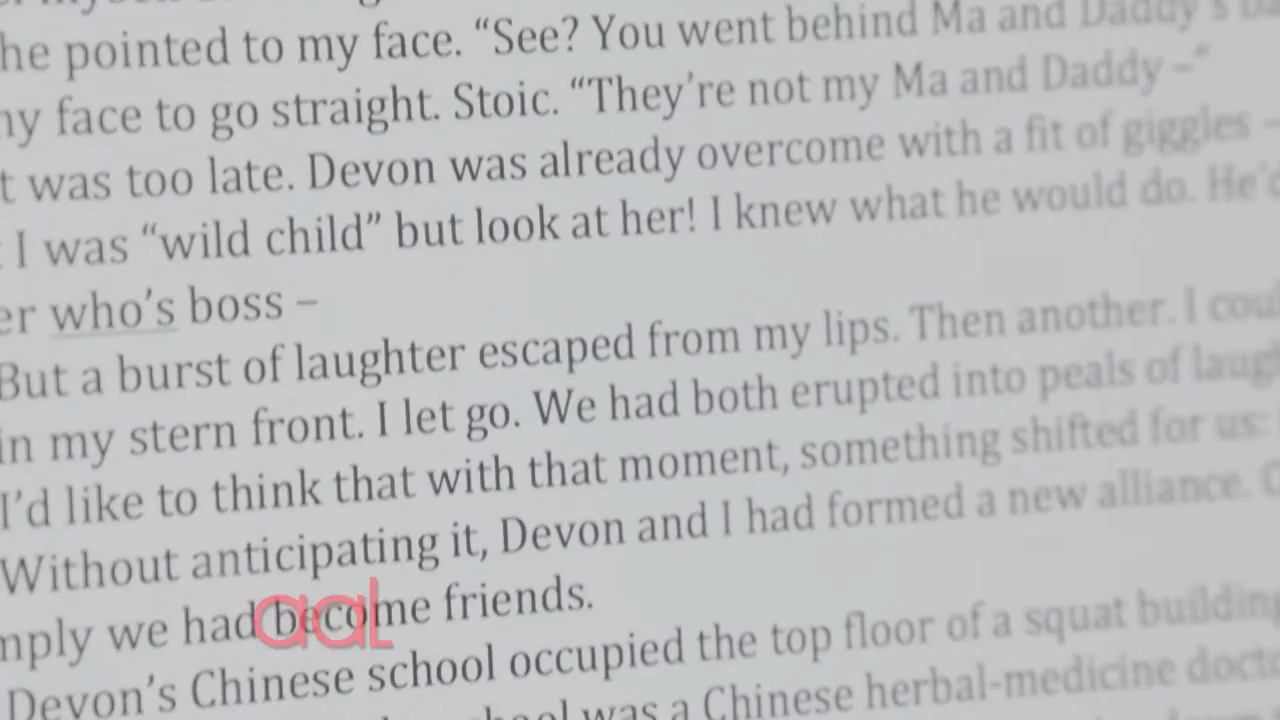 he pointed to my face. “See? You went behind Ma and Daddy's
my face to go straight. Stoic. “They're not my Ma and Daddy –“
t was too late. Devon was already overcome with a fit of giggles –
I was “wild child” but look at her! I knew what he would do. He'd
er who's boss –
But a burst of laughter escaped from my lips. Then another. I
in my stern front. I let go. We had both erupted into peals of
I'd like to think that with that moment, something shifted for us:
Without anticipating it, Devon and I had formed a new alliance.
mply we had become friends.
aal
Devon's Chinese school occupied the top floor of a squat building
school was a Chinese herbal-medicine